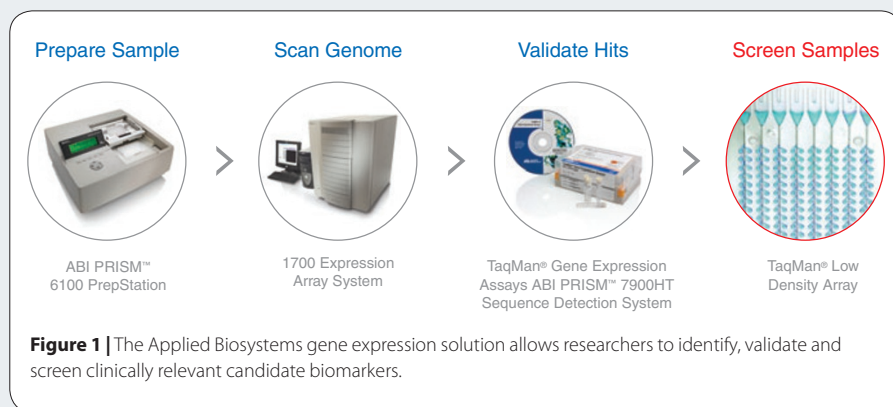 Prepare Sample
Scan Genome
Validate Hits
Screen Samples
ABI PRISM™
6100 PrepStation
1700 Expression
Array System
TaqMan® Gene Expression
Assays ABI PRISM™ 7900HT
Sequence Detection System
TaqMan® Low
Density Array
Figure 1 | The Applied Biosystems gene expression solution allows researchers to identify, validate and
screen clinically relevant candidate biomarkers.